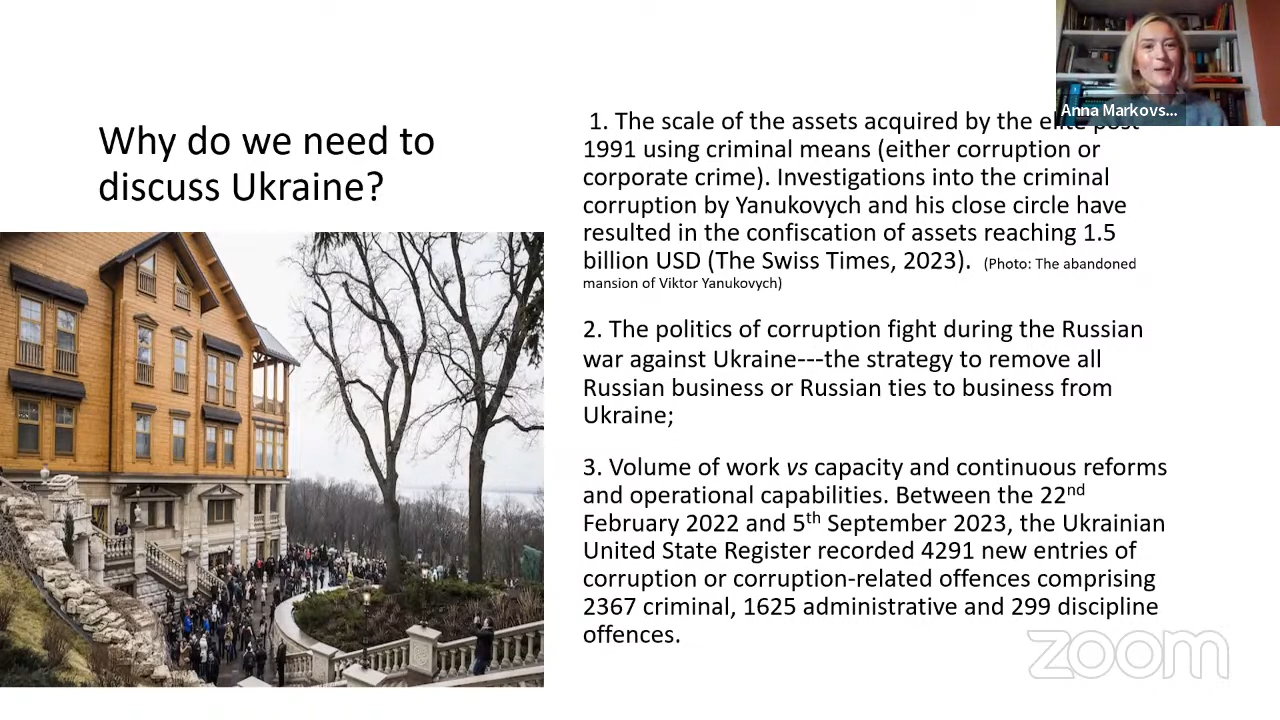 Anna Markovs...
Why do we need to
discuss Ukraine?
1. The scale of the assets acquired by the elite post
1991 using criminal means (either corruption or
corporate crime). Investigations into the criminal
corruption by Yanukovych and his close circle have
resulted in the confiscation of assets reaching 1.5
billion USD (The Swiss Times, 2023). (Photo: The abandoned
mansion of Viktor Yanukovych)
2. The politics of corruption fight during the Russian
war against Ukraine---the strategy to remove all
Russian business or Russian ties to business from
Ukraine;
3. Volume of work vs capacity and continuous reforms
and operational capabilities. Between the 22nd
February 2022 and 5th September 2023, the Ukrainian
United State Register recorded 4291 new entries of
corruption or corruption-related offences comprising
2367 criminal, 1625 administrative and 299 discipline
offences.
zoom